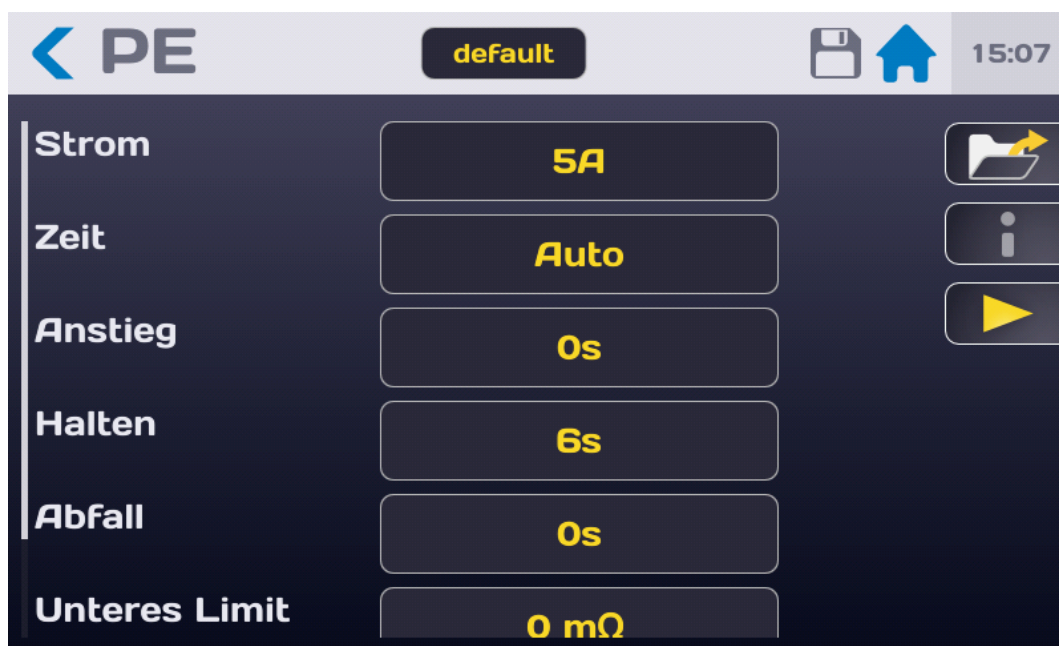 PE
default
15:07
Strom
5A
Zeit
Auto
Anstieg
0s
Halten
6s
Abfall
0s
Unteres Limit
0 mΩ